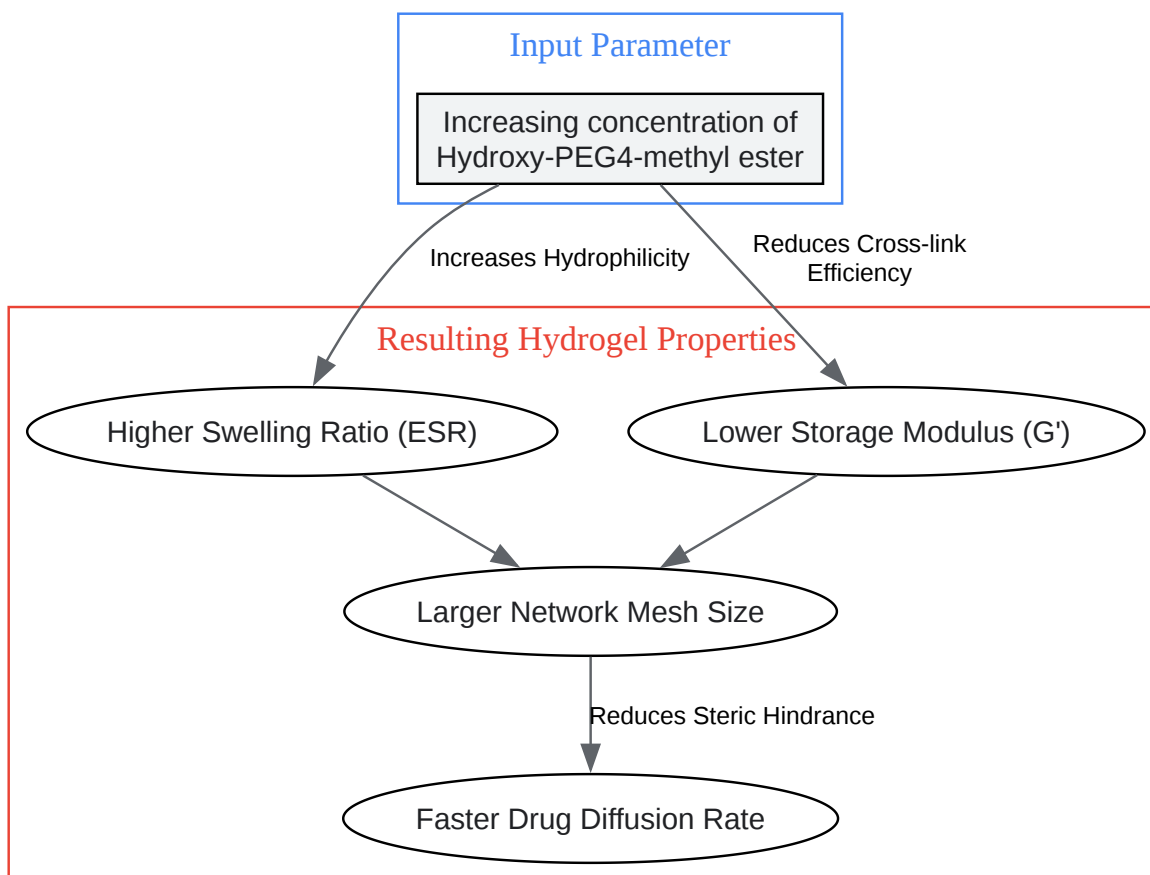 Input Parameter
Increasing concentration of
Hydroxy-PEG4-methyl ester
Increases Hydrophilicity
Reduces Cross-link
Efficiency
Resulting Hydrogel Properties
Higher Swelling Ratio (ESR)
Lower Storage Modulus (G')
Larger Network Mesh Size
Reduces Steric Hindrance
Faster Drug Diffusion Rate